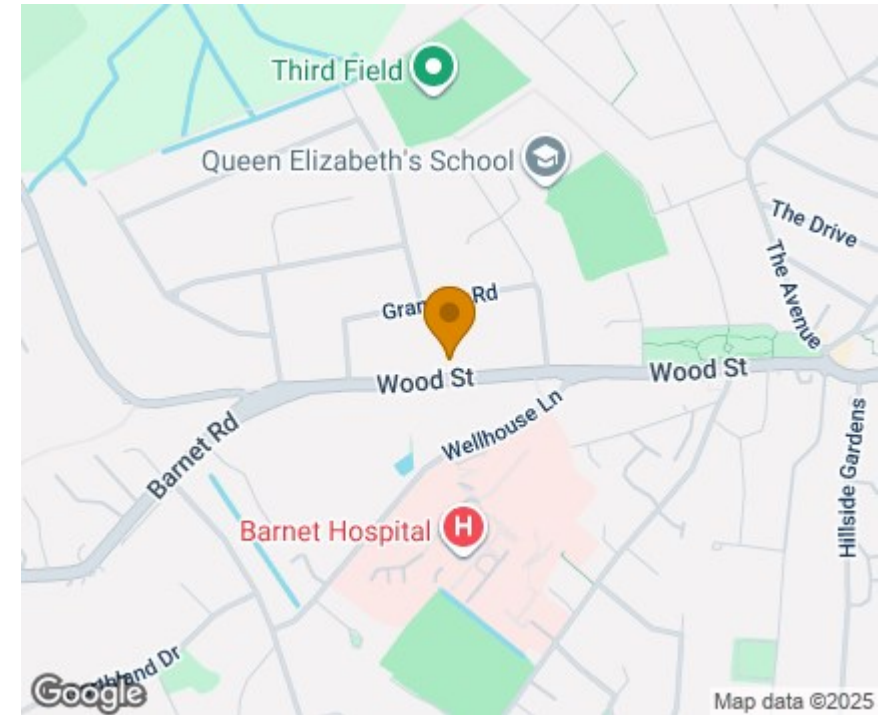 Third Field
Queen Elizabeth's School
The Drive
The Avenue
Rd
Wood St
Wood St
Wellhouse Ln
Barnet Rd
Hillside Gardens
Barnet Hospital
H
Dr
Google
Map data ©2025